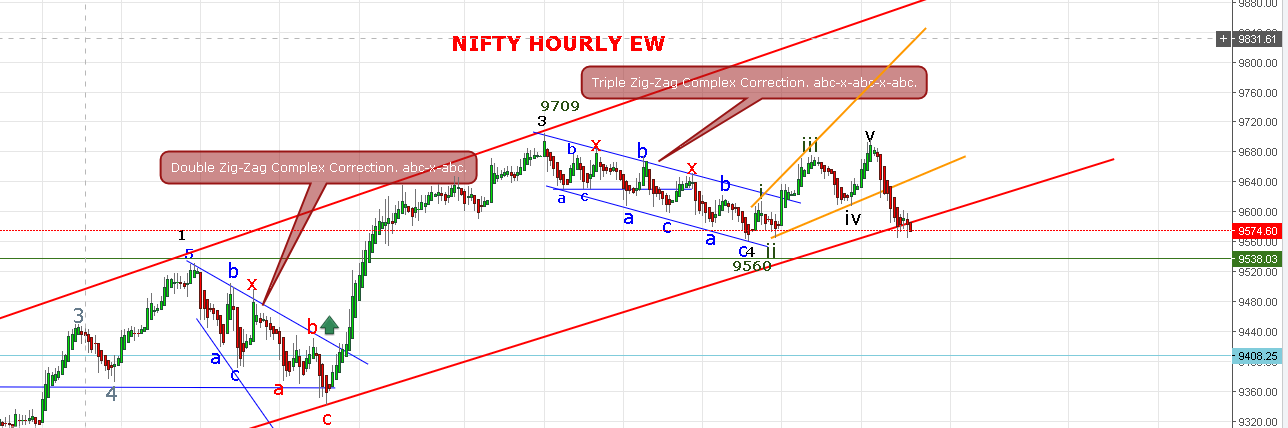 9880.00
NIFTY HOURLY EW
+ 9831.61
9800.00
Triple Zig-Zag Complex Correction. abc-x-abc-x-abc.
9760.00
9709
3
9720.00
v
b
x
b
iii
9680.00
Double Zig-Zag Complex Correction. abc-x-abc.
x
b
i
9640.00
a
c
a
c
iv
9600.00
1
a
c
4
ii
9574.60
9560.00
5
9560
9538.03
b
x
9520.00
9480.00
3
b
9440.00
a
c
9408.25
4
a
9360.00
c
9320.00